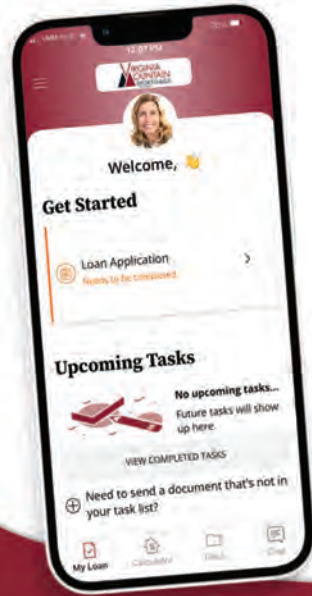 12:07 PM
VIRGINIA
MOUNTAIN
MORTGAGE
Welcome, 👋
Get Started
Loan Application
Needs to be completed
Upcoming Tasks
No upcoming tasks...
Future tasks will show
up here.
VIEW COMPLETED TASKS
Need to send a document that's not in
your task list?
My Loan
Calculator
Chat